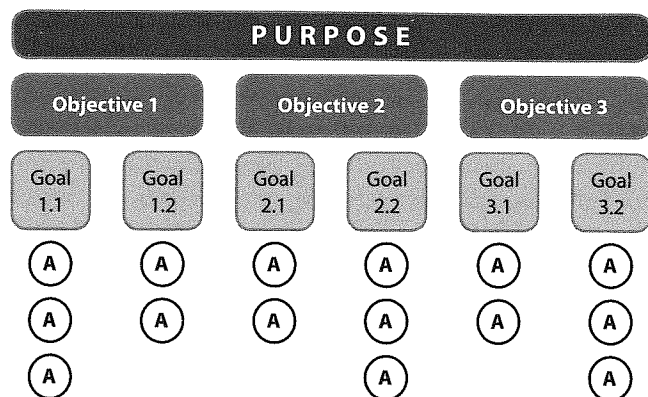 PURPOSE
Objective 1
Objective 2
Objective 3
Goal
1.1
Goal
1.2
Goal
2.1
Goal
2.2
Goal
3.1
Goal
3.2
A A A A A A
A A A A A A
A A A